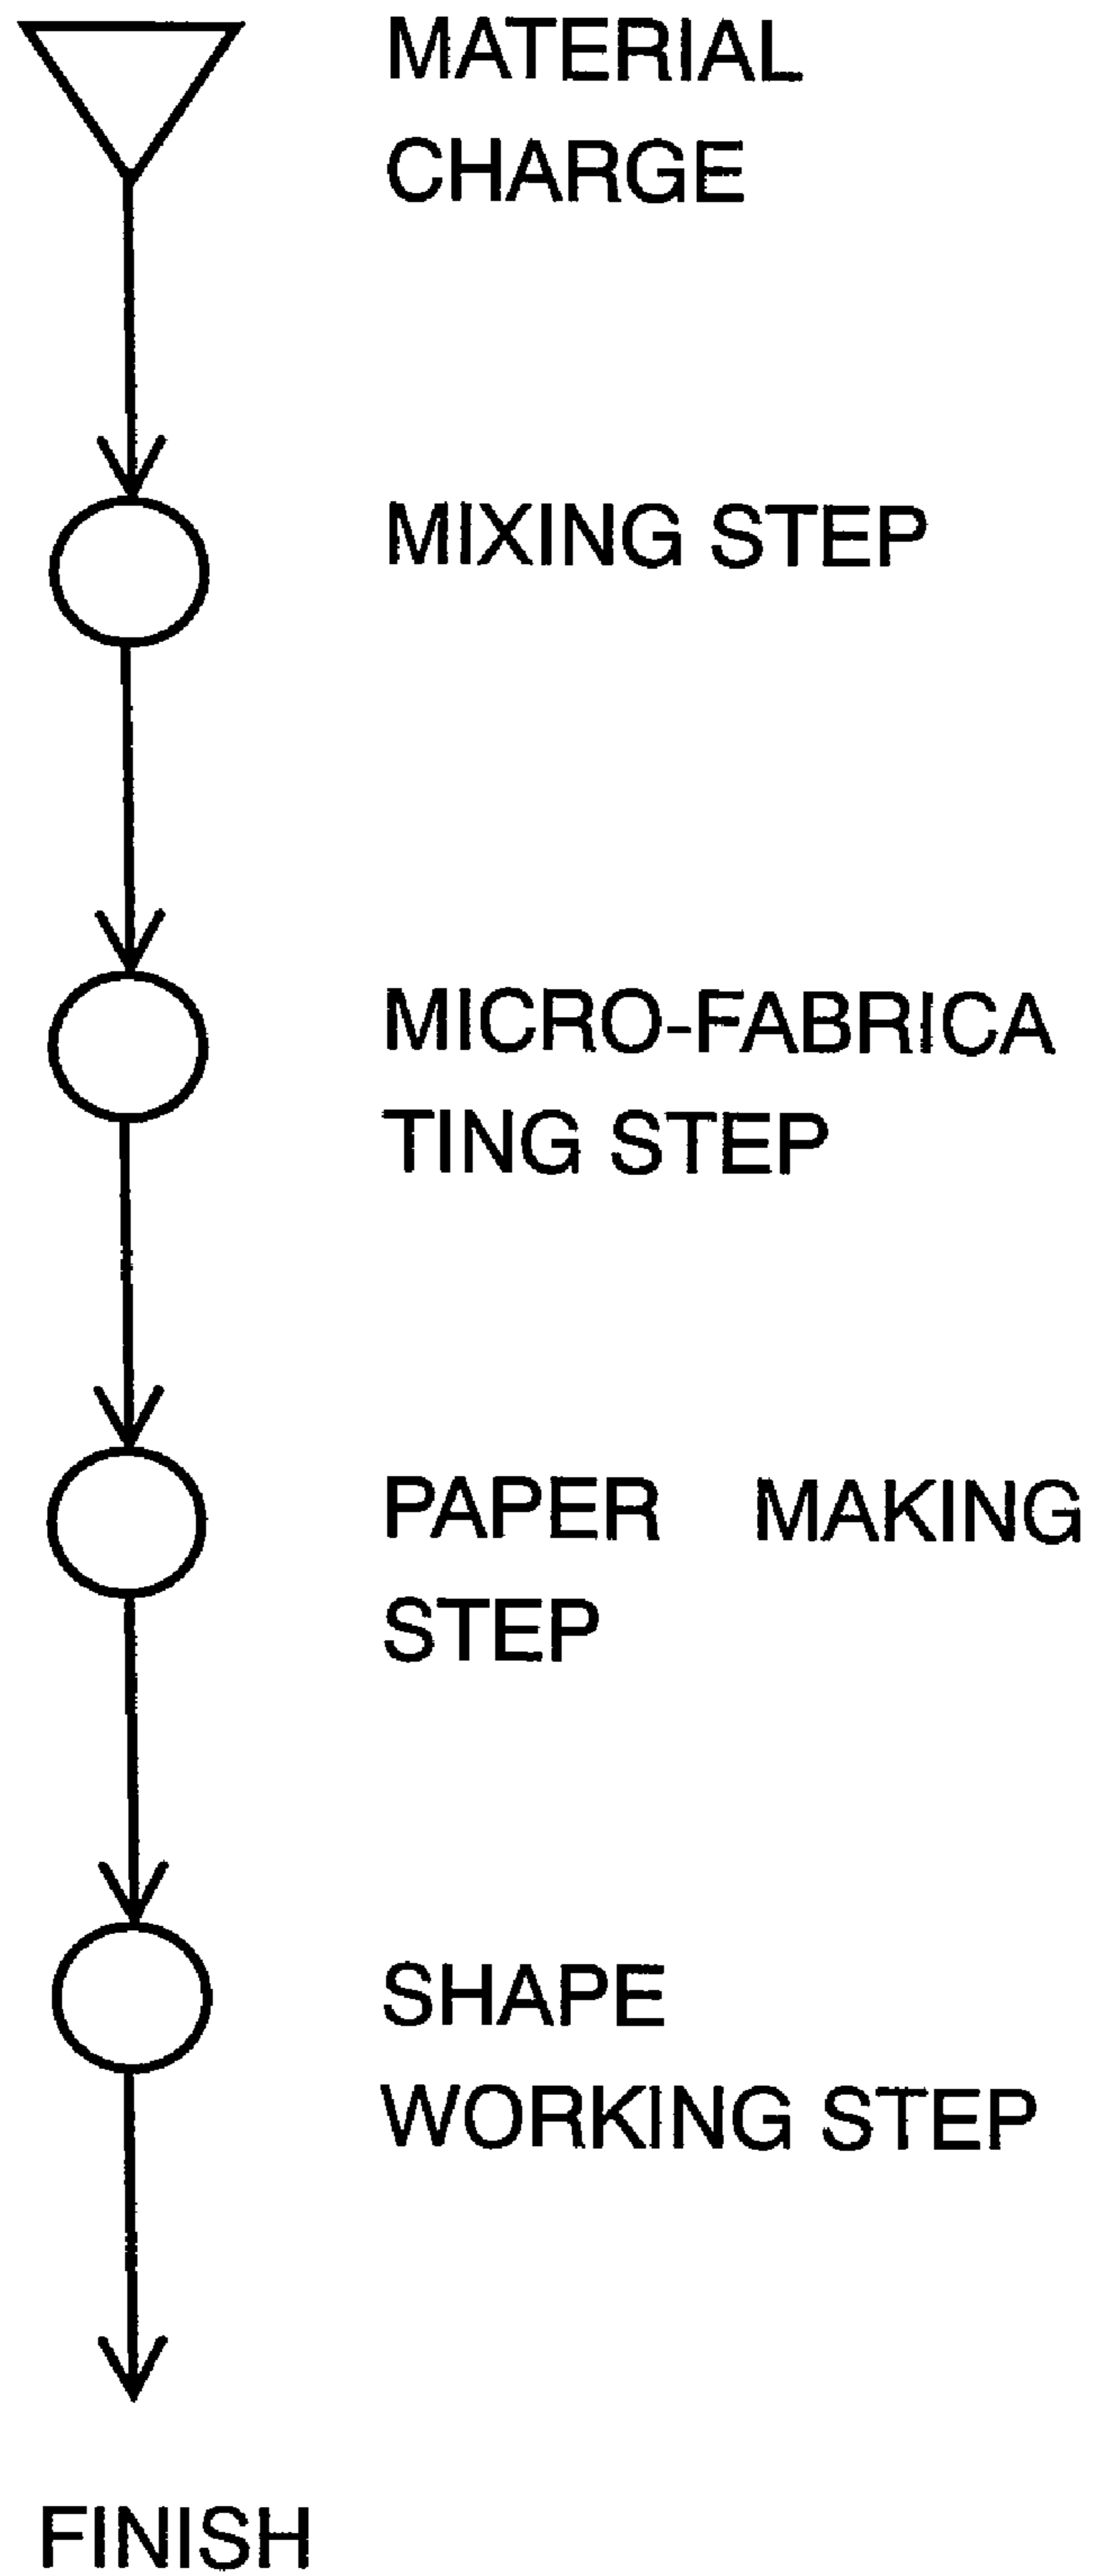 MATERIAL
CHARGE
MIXING STEP
MICRO-FABRICA
TING STEP
PAPER MAKING
STEP
SHAPE
WORKING STEP
FINISH